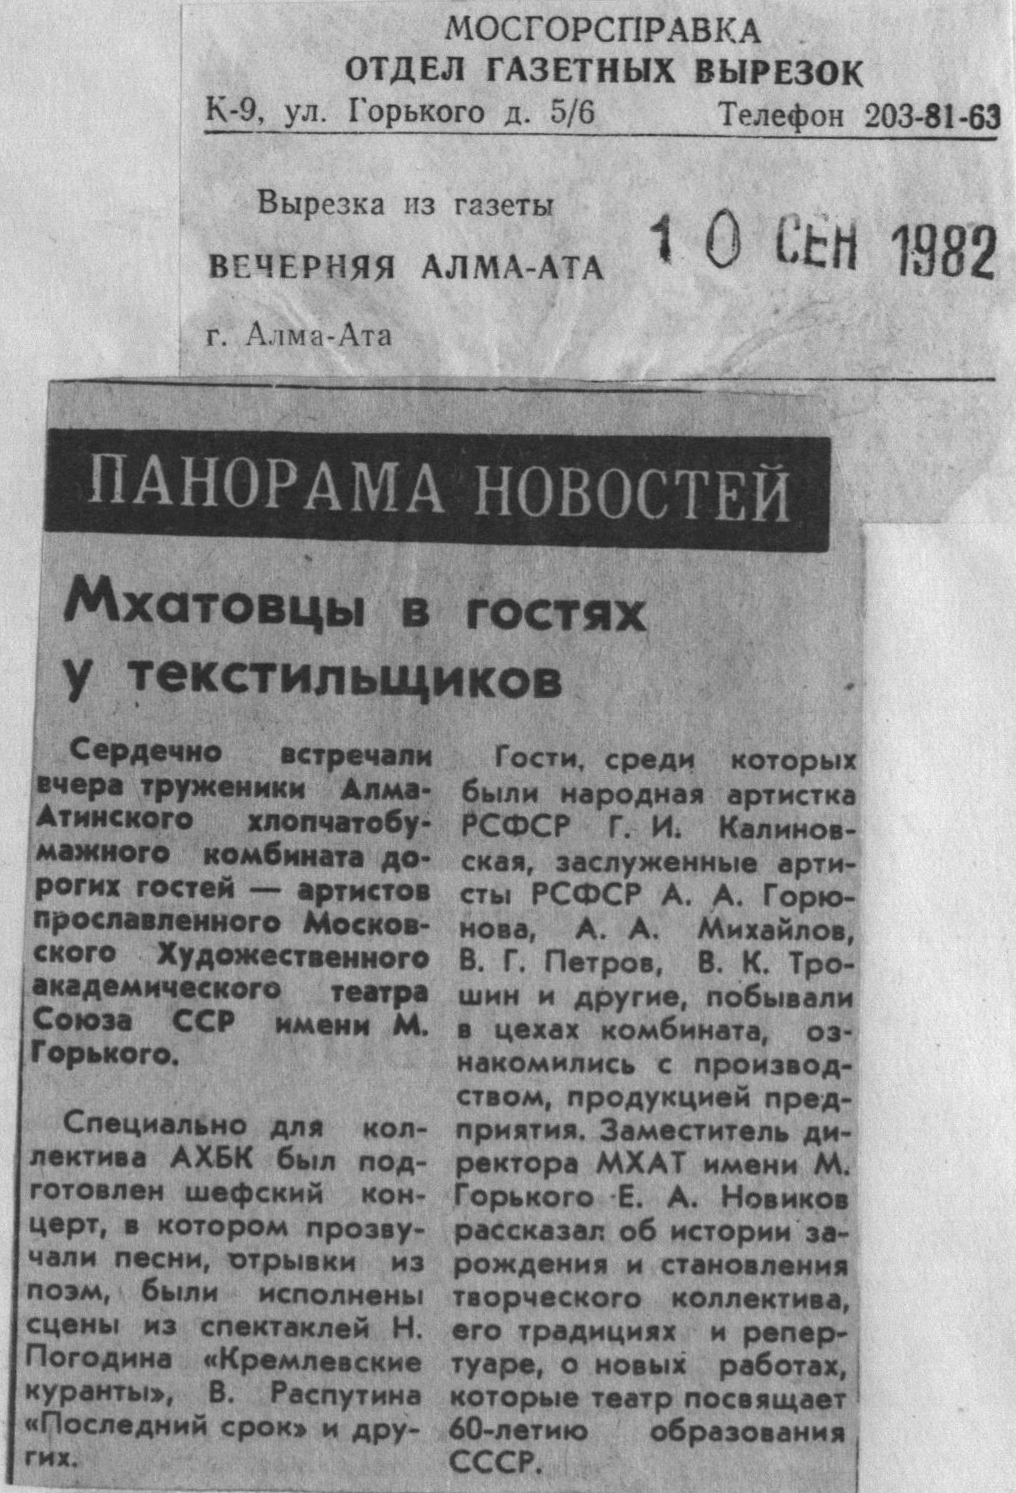 МОСГОРСПРАВКА
ОТДЕЛ ГАЗЕТНЫХ ВЫРЕЗОК
К-9, ул. Горького д. 5/6 Телефон 203-81-63
Вырезка из газеты
ВЕЧЕРНЯЯ АЛМА-АТА
10 СЕН 1982
г. Алма-Ата
ПАНОРАМА НОВОСТЕЙ
Мхатовцы в гостях
у текстильщиков
Сердечно встречали
вчера труженики Алма-
Атинского хлопчатобу-
мажного комбината до-
рогих гостей — артистов
прославленного Москов-
ского Художественного
академического театра
Союза ССР имени М.
Горького.
Специально для кол-
лектива АХБК был под-
готовлен шефский кон-
церт, в котором прозву-
чали песни, отрывки из
поэм, были исполнены
сцены из спектаклей Н.
Погодина «Кремлевские
куранты», В. Распутина
«Последний срок» и дру-
гих.
Гости, среди которых
были народная артистка
РСФСР Г. И. Калинов-
ская, заслуженные арти-
сты РСФСР А. А. Горю-
нова, А. А. Михайлов,
В. Г. Петров, В. К. Тро-
шин и другие, побывали
в цехах комбината, оз-
накомились с производ-
ством, продукцией пред-
приятия. Заместитель ди-
ректора МХАТ имени М.
Горького Е. А. Новиков
рассказал об истории за-
рождения и становления
творческого коллектива,
его традициях и репер-
туаре, о новых работах,
которые театр посвящает
60-летию образования
СССР.